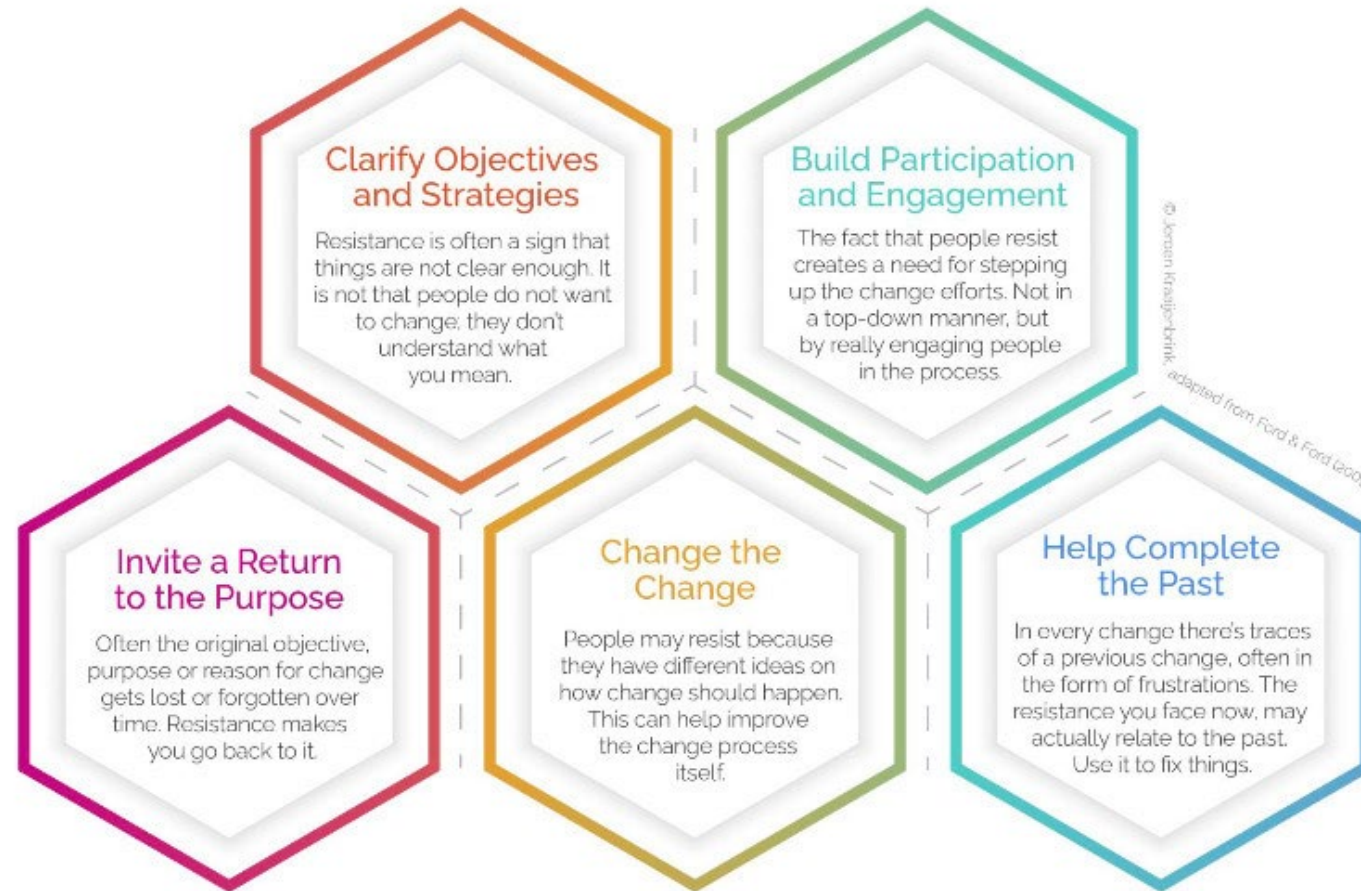 Clarify Objectives
and Strategies
Resistance is often a sign that
things are not clear enough. It
is not that people do not want
to change; they don't
understand what
you mean.
Build Participation
and Engagement
The fact that people resist
creates a need for stepping
up the change efforts. Not in
a top-down manner, but
by really engaging people
in the process.
© Jeroen Kraaijenbrink, adapted from Ford & Ford (2009
Invite a Return
to the Purpose
Often the original objective,
purpose or reason for change
gets lost or forgotten over
time. Resistance makes
you go back to it.
Change the
Change
People may resist because
they have different ideas on
how change should happen.
This can help improve
the change process
itself.
Help Complete
the Past
In every change there's traces
of a previous change, often in
the form of frustrations. The
resistance you face now, may
actually relate to the past.
Use it to fix things.